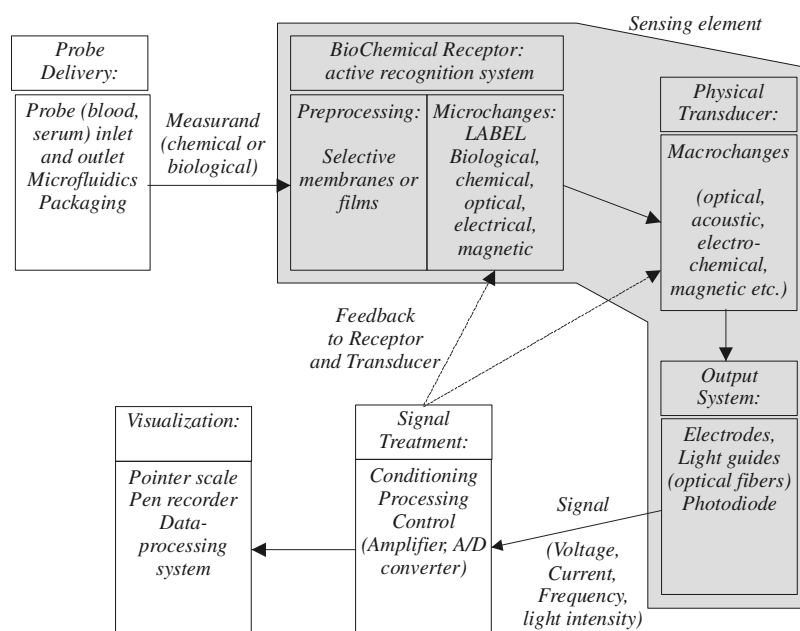 Sensing element
Probe
Delivery:
Probe (blood,
serum) inlet
and outlet
Microfluidics
Packaging
Measurand
(chemical or
biological)
BioChemical Receptor:
active recognition system
Preprocessing:
Selective
membranes or
films
Microchanges:
LABEL
Biological,
chemical,
optical,
electrical,
magnetic
Physical
Transducer:
Macrochanges
(optical,
acoustic,
electro-
chemical,
magnetic etc.)
Feedback
to Receptor
and Transducer
Output
System:
Electrodes,
Light guides
(optical fibers)
Photodiode
Signal
(Voltage,
Current,
Frequency,
light intensity)
Signal
Treatment:
Conditioning
Processing
Control
(Amplifier, A/D
converter)
Visualization:
Pointer scale
Pen recorder
Data-
processing
system